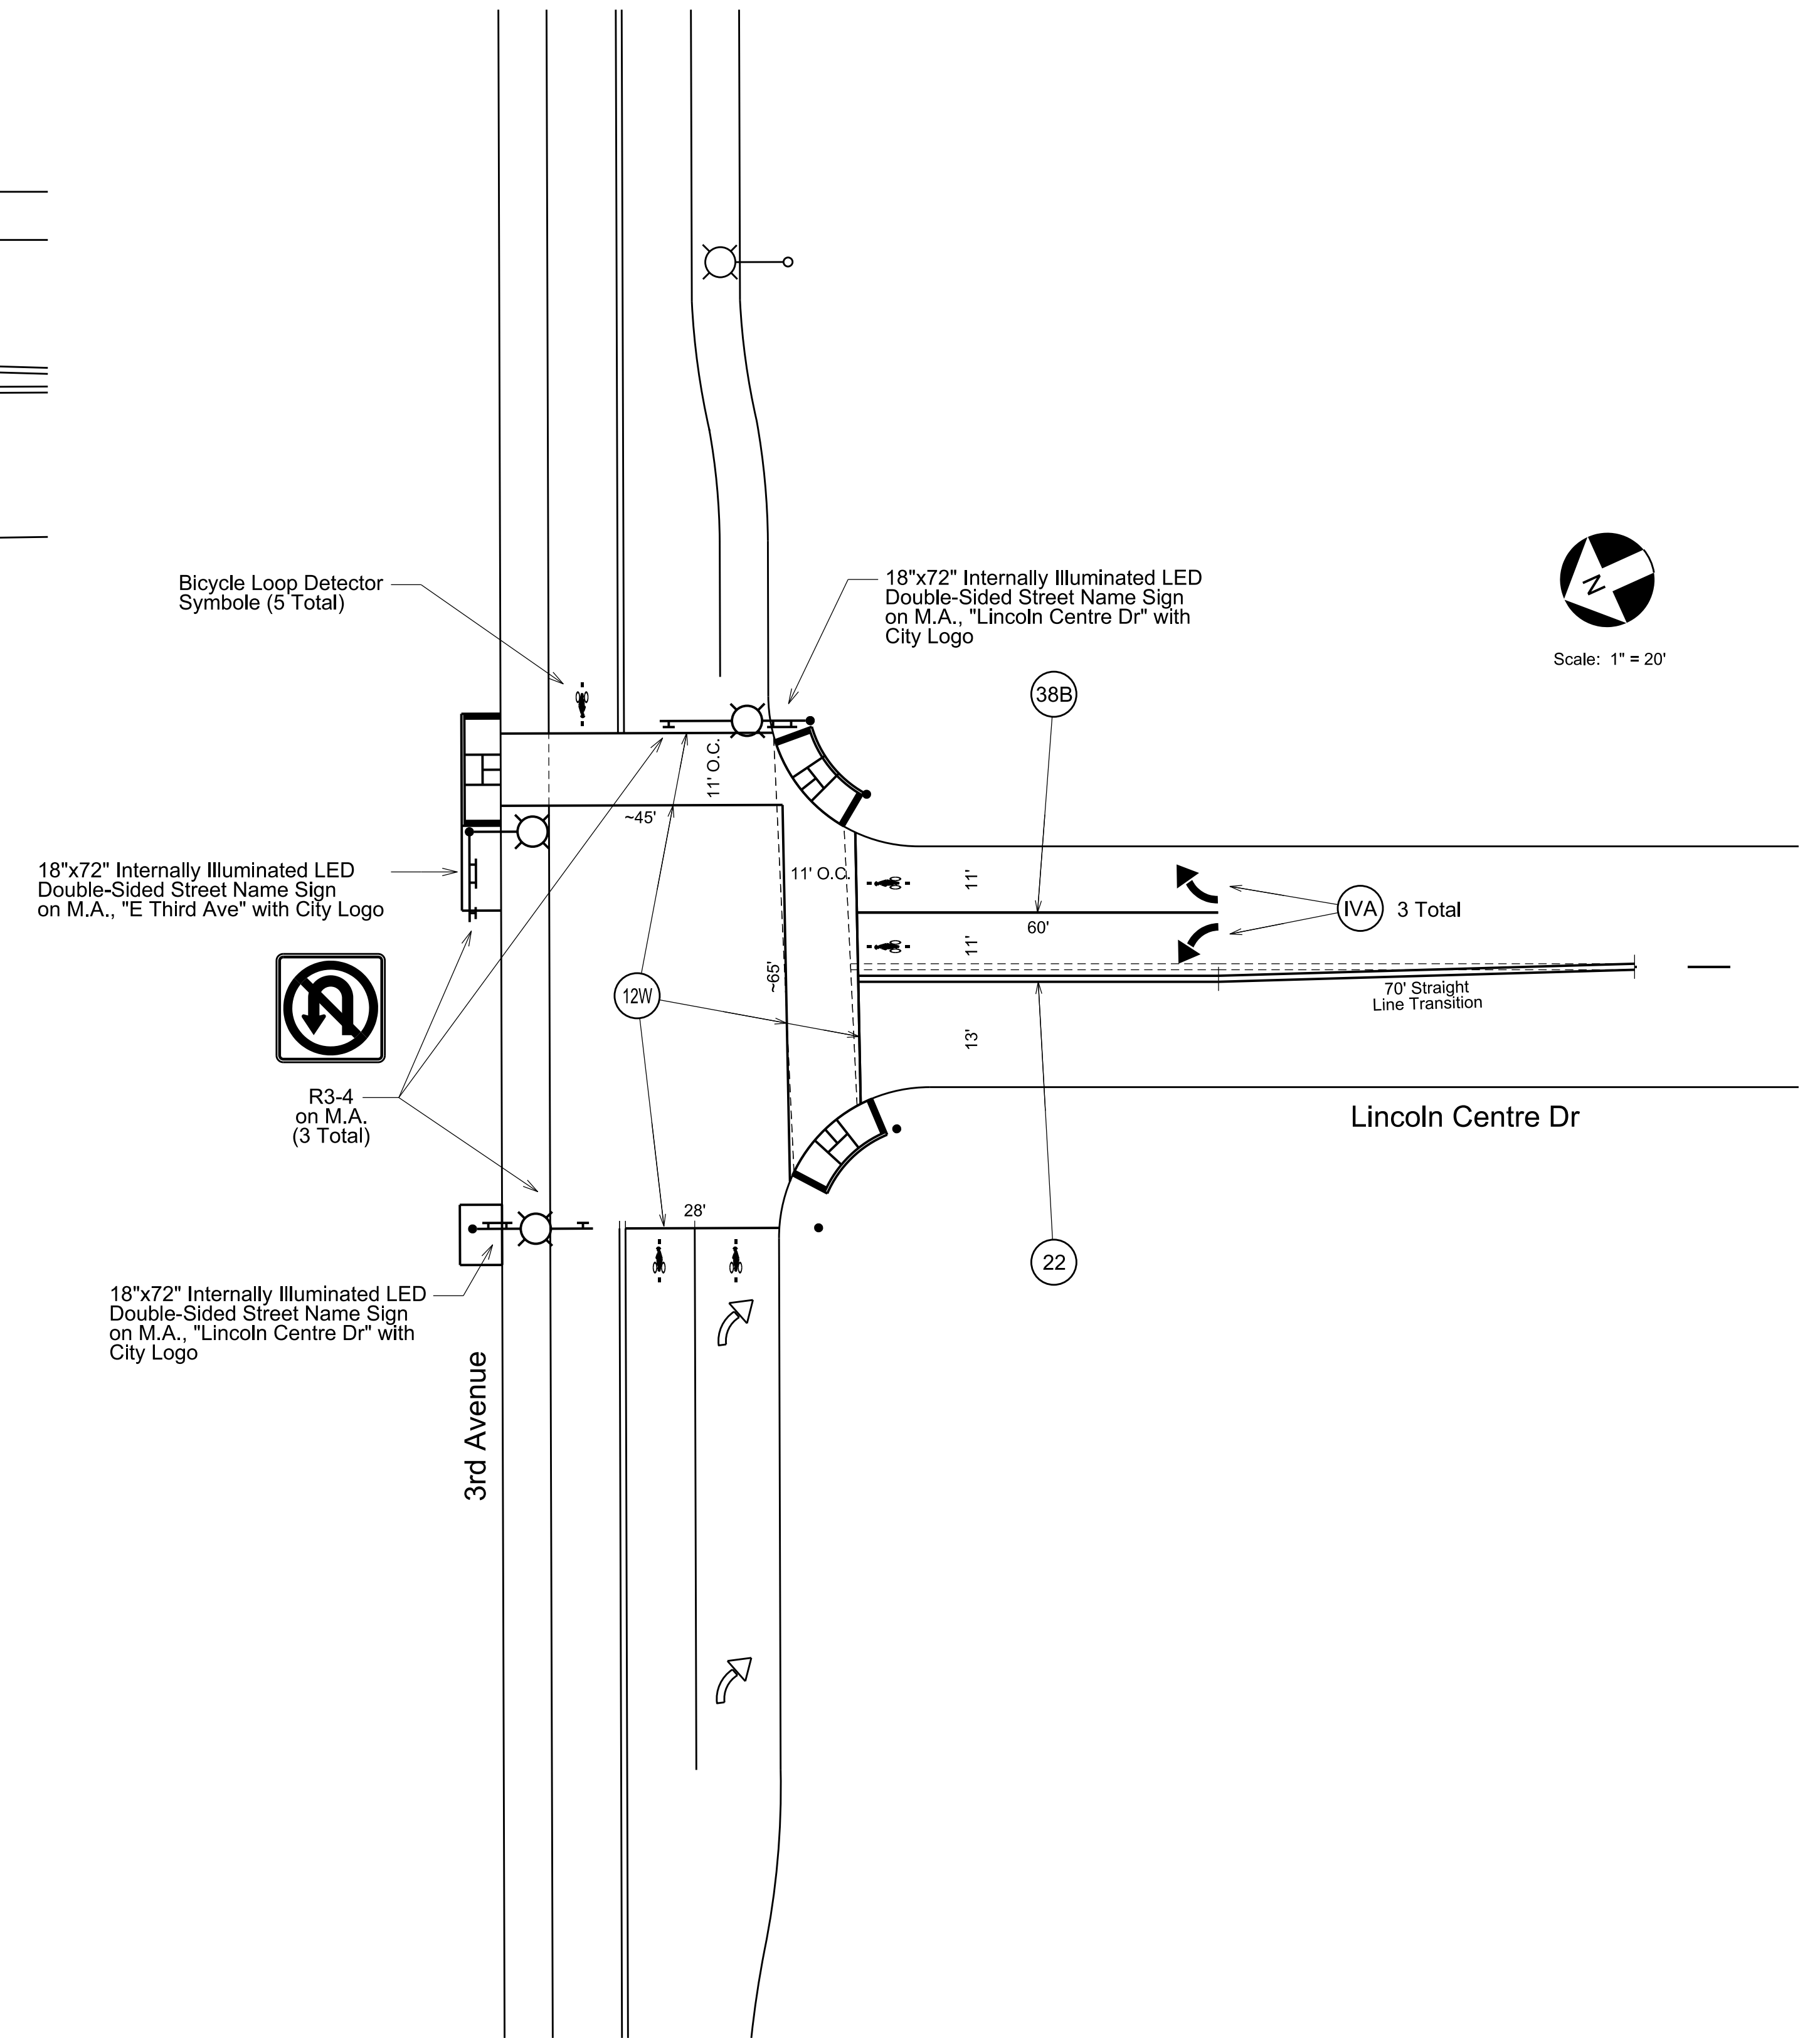 Bicycle Loop Detector
Symbole (5 Total)
18"x72" Internally Illuminated LED
Double-Sided Street Name Sign
on M.A., "Lincoln Centre Dr" with
City Logo
N
Scale: 1" = 20'
38B
11' O.C.
~45'
18"x72" Internally Illuminated LED
Double-Sided Street Name Sign
on M.A., "E Third Ave" with City Logo
11' O.C.
11'
IVA
3 Total
60'
11'
~65'
12W
70' Straight
Line Transition
13'
R3-4
on M.A.
(3 Total)
Lincoln Centre Dr
28'
22
18"x72" Internally Illuminated LED
Double-Sided Street Name Sign
on M.A., "Lincoln Centre Dr" with
City Logo
3rd Avenue